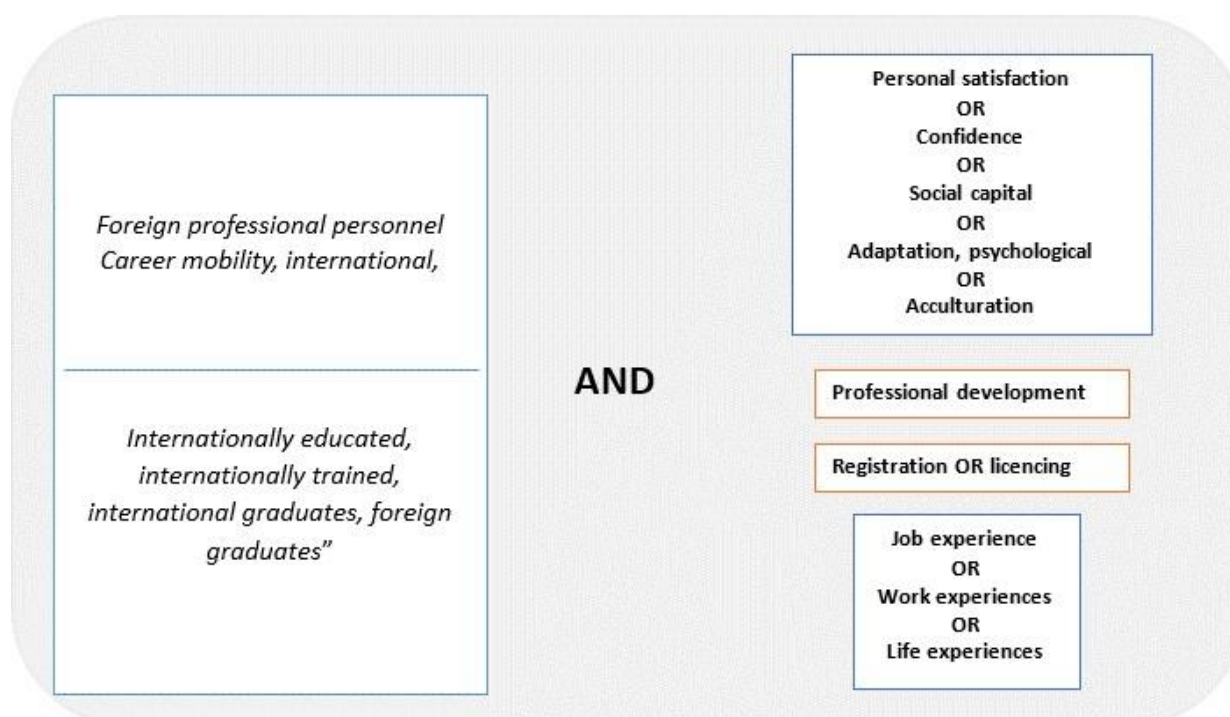 Foreign professional personnel
Career mobility, international,
Internationally educated,
internationally trained,
international graduates, foreign
graduates”
AND
Personal satisfaction
OR
Confidence
OR
Social capital
OR
Adaptation, psychological
OR
Acculturation
Professional development
Registration OR licencing
Job experience
OR
Work experiences
OR
Life experiences